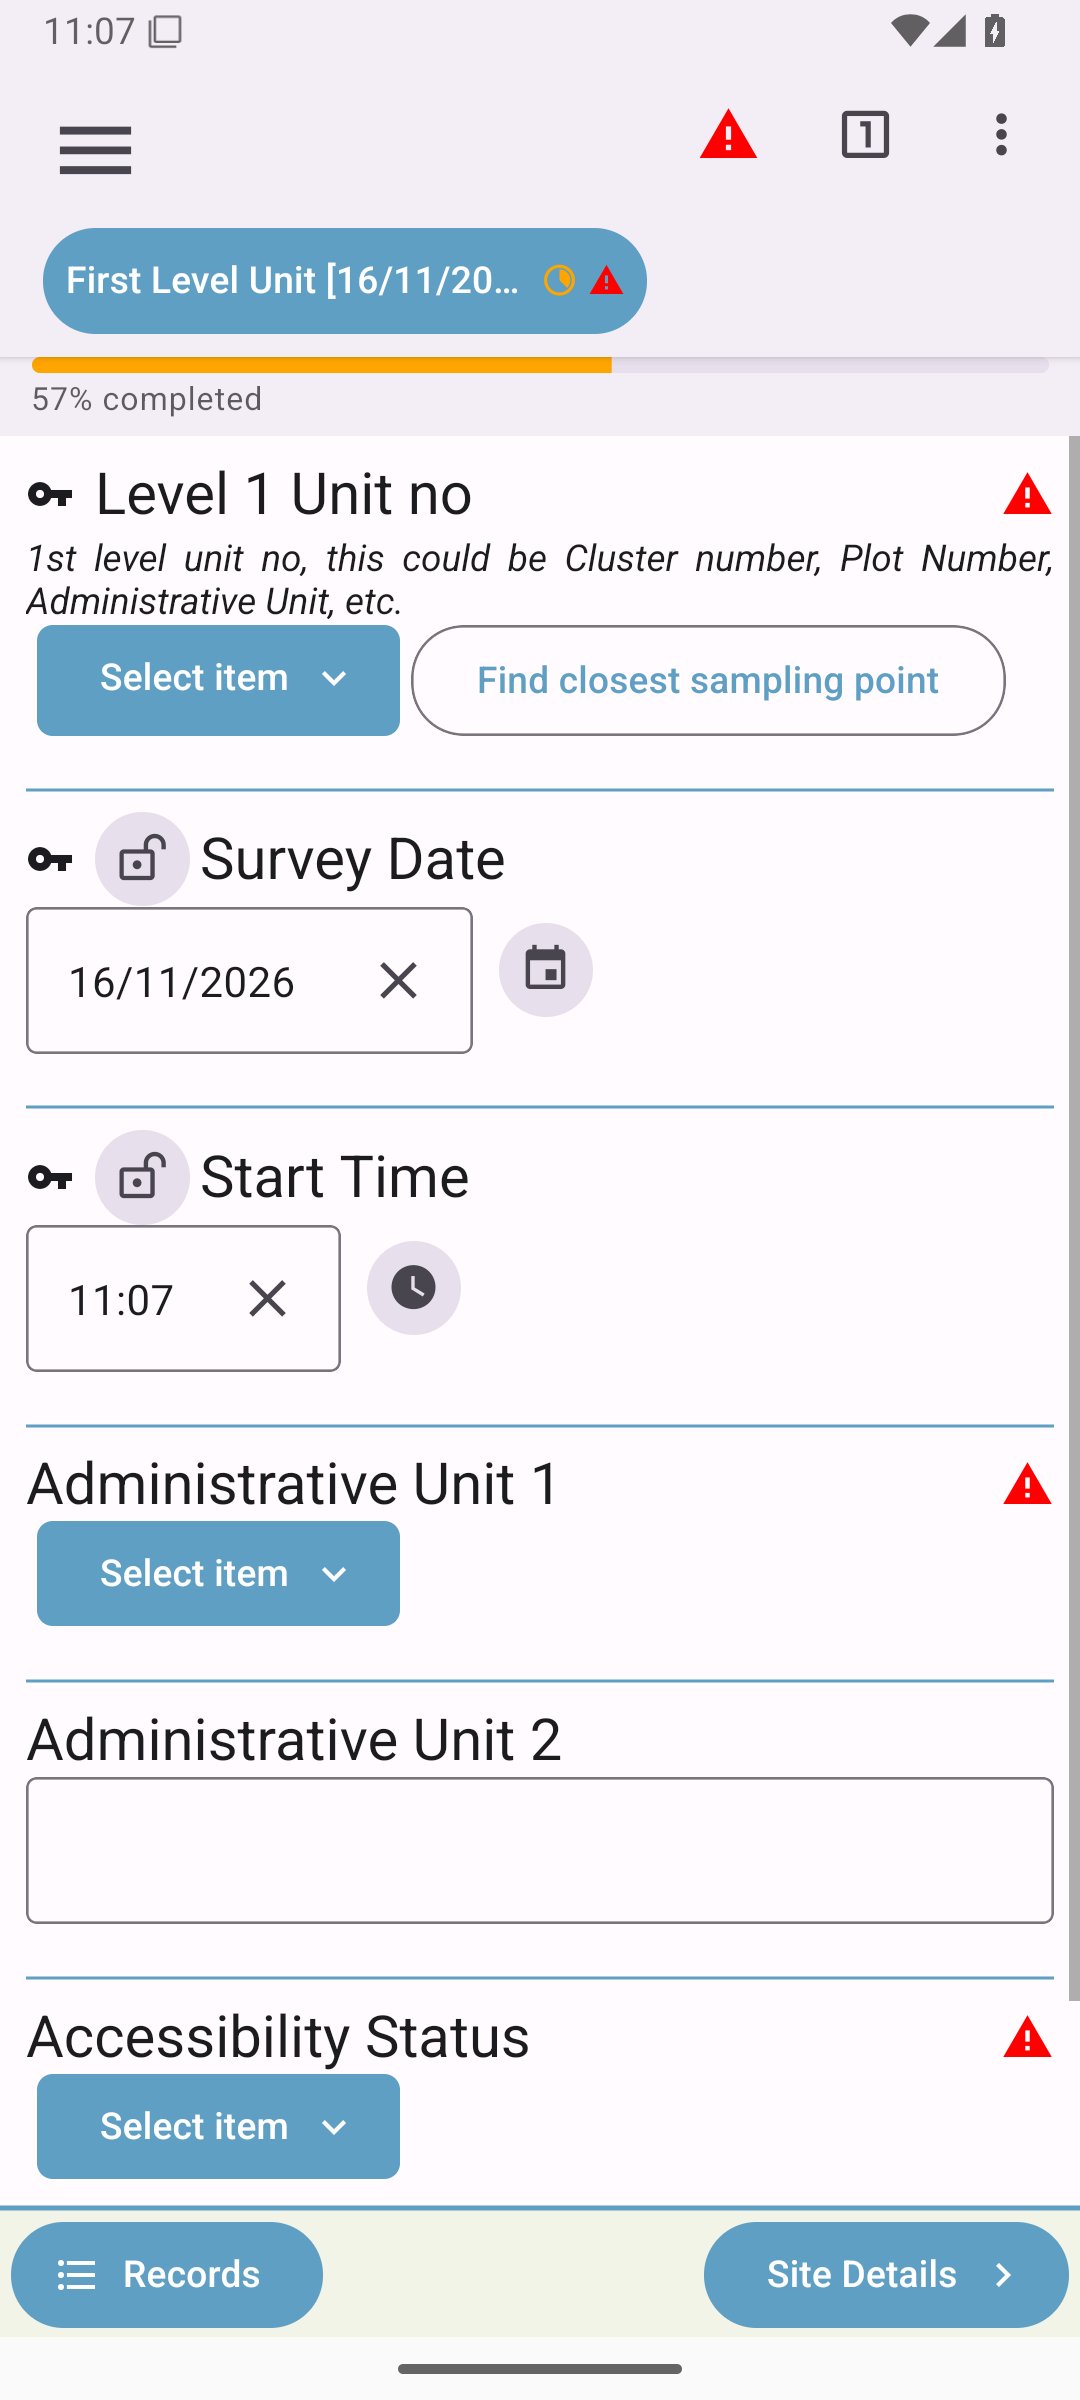 11:07
1
First Level Unit [16/11/20...
57% completed
Level 1 Unit no
1st level unit no, this could be Cluster number, Plot Number,
Administrative Unit, etc.
Select item
Find closest sampling point
Survey Date
16/11/2026
Start Time
11:07
Administrative Unit 1
Select item
Administrative Unit 2
Accessibility Status
Select item
Records
Site Details